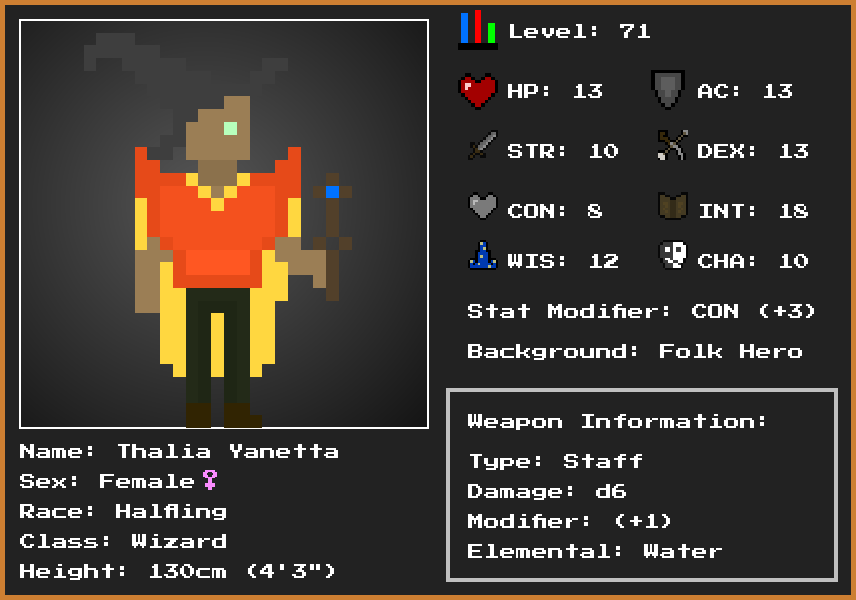 Level: 71
HP: 13
AC: 13
STR: 10
DEX: 13
CON: 8
INT: 18
WIS: 12
CHA: 10
Stat Modifier: CON (+3)
Background: Folk Hero
Weapon Information:
Type: Staff
Damage: d6
Modifier: (+1)
Elemental: Water
Name: Thalia Yanetta
Sex: Female♀
Race: Halfling
Class: Wizard
Height: 130cm (4'3")